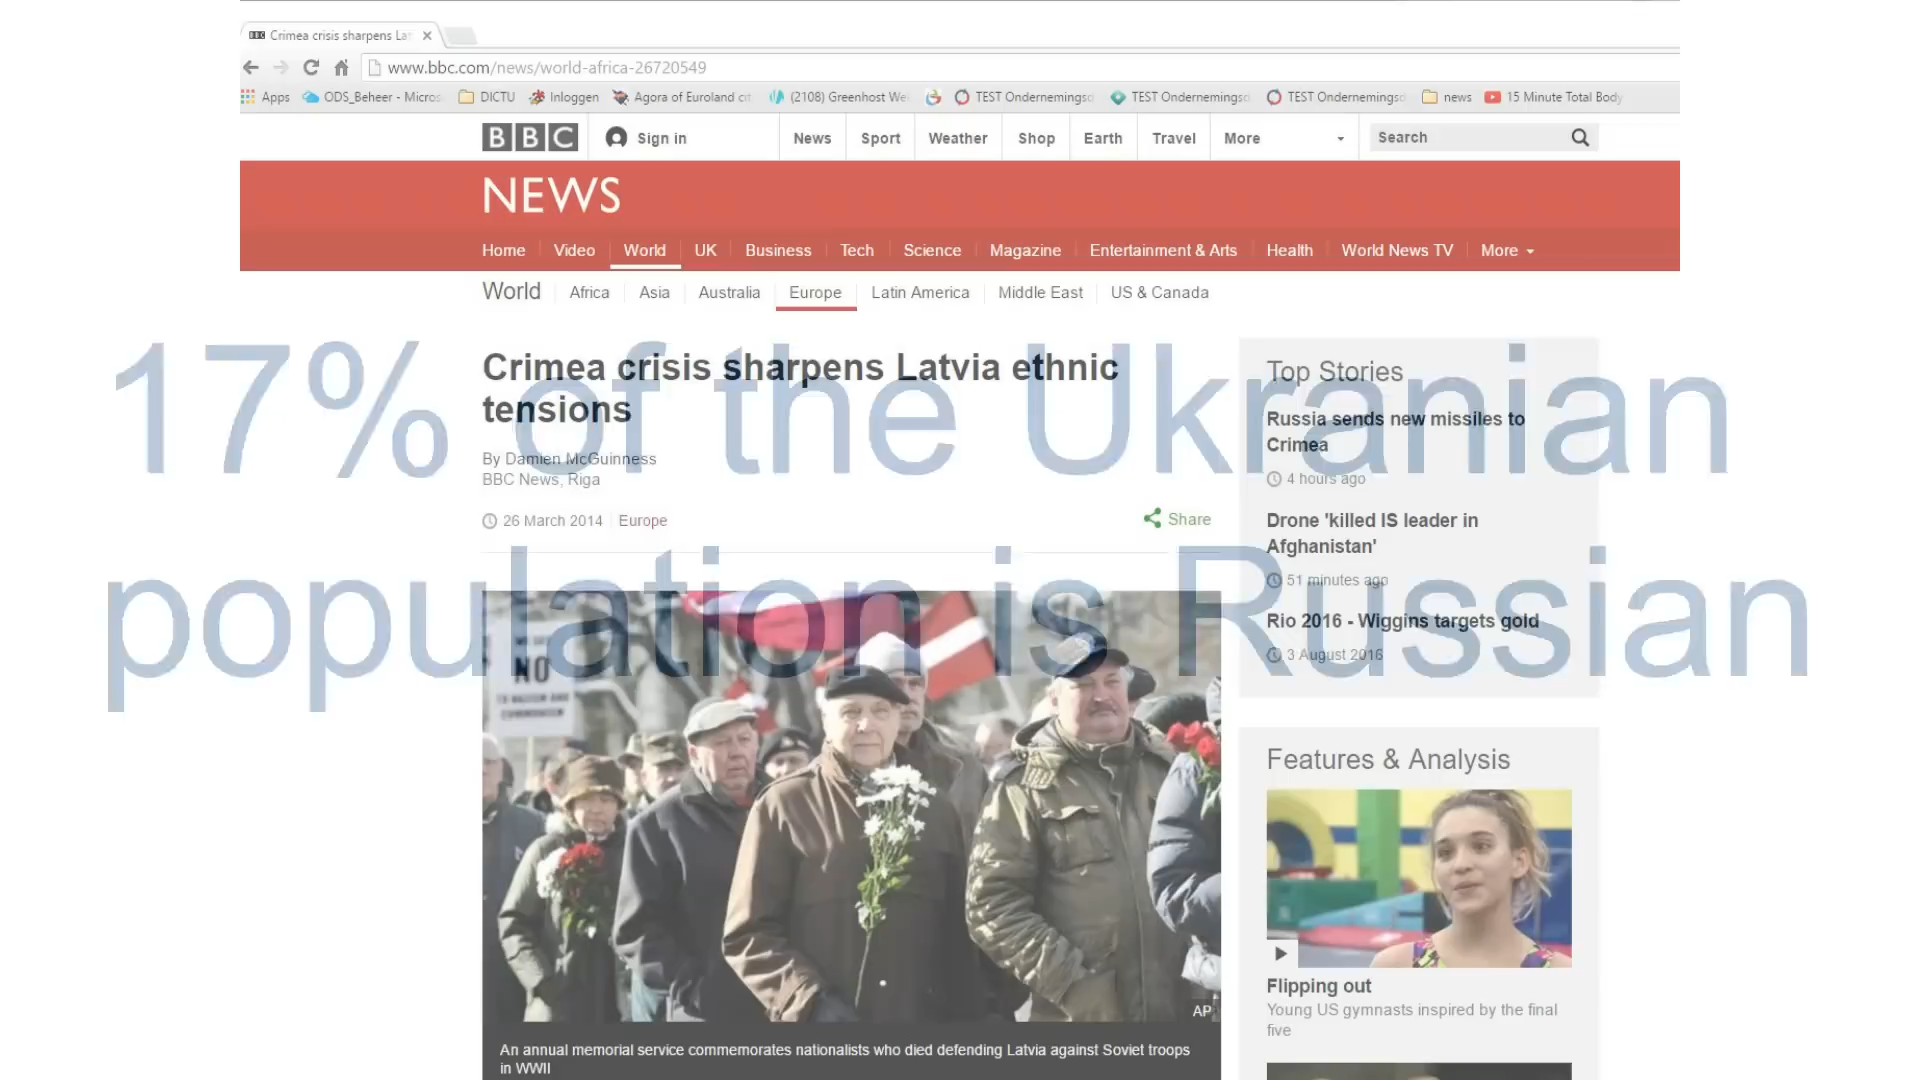 Crimea crisis sharpens Lat
www.bbc.com/news/world-africa-26720549
Apps ODS_Beheer - Micros DICTU Inloggen Agora of Euroland cit (2108) Greenhost We TEST Ondernemingsd TEST Ondernemingsd TEST Ondernemingsd news 15 Minute Total Body
BBC Sign in News Sport Weather Shop Earth Travel More Search
NEWS
Home Video World UK Business Tech Science Magazine Entertainment & Arts Health World News TV More
World Africa Asia Australia Europe Latin America Middle East US & Canada
17% of the Ukranian
population is Russian
Crimea crisis sharpens Latvia ethnic
tensions
By Damien McGuinness
BBC News, Riga
26 March 2014 Europe
Share
NO
An annual memorial service commemorates nationalists who died defending Latvia against Soviet troops
in WWII
AP
Top Stories
Russia sends new missiles to
Crimea
4 hours ago
Drone 'killed IS leader in
Afghanistan'
51 minutes ago
Rio 2016 - Wiggins targets gold
3 August 2016
Features & Analysis
Flipping out
Young US gymnasts inspired by the final
five